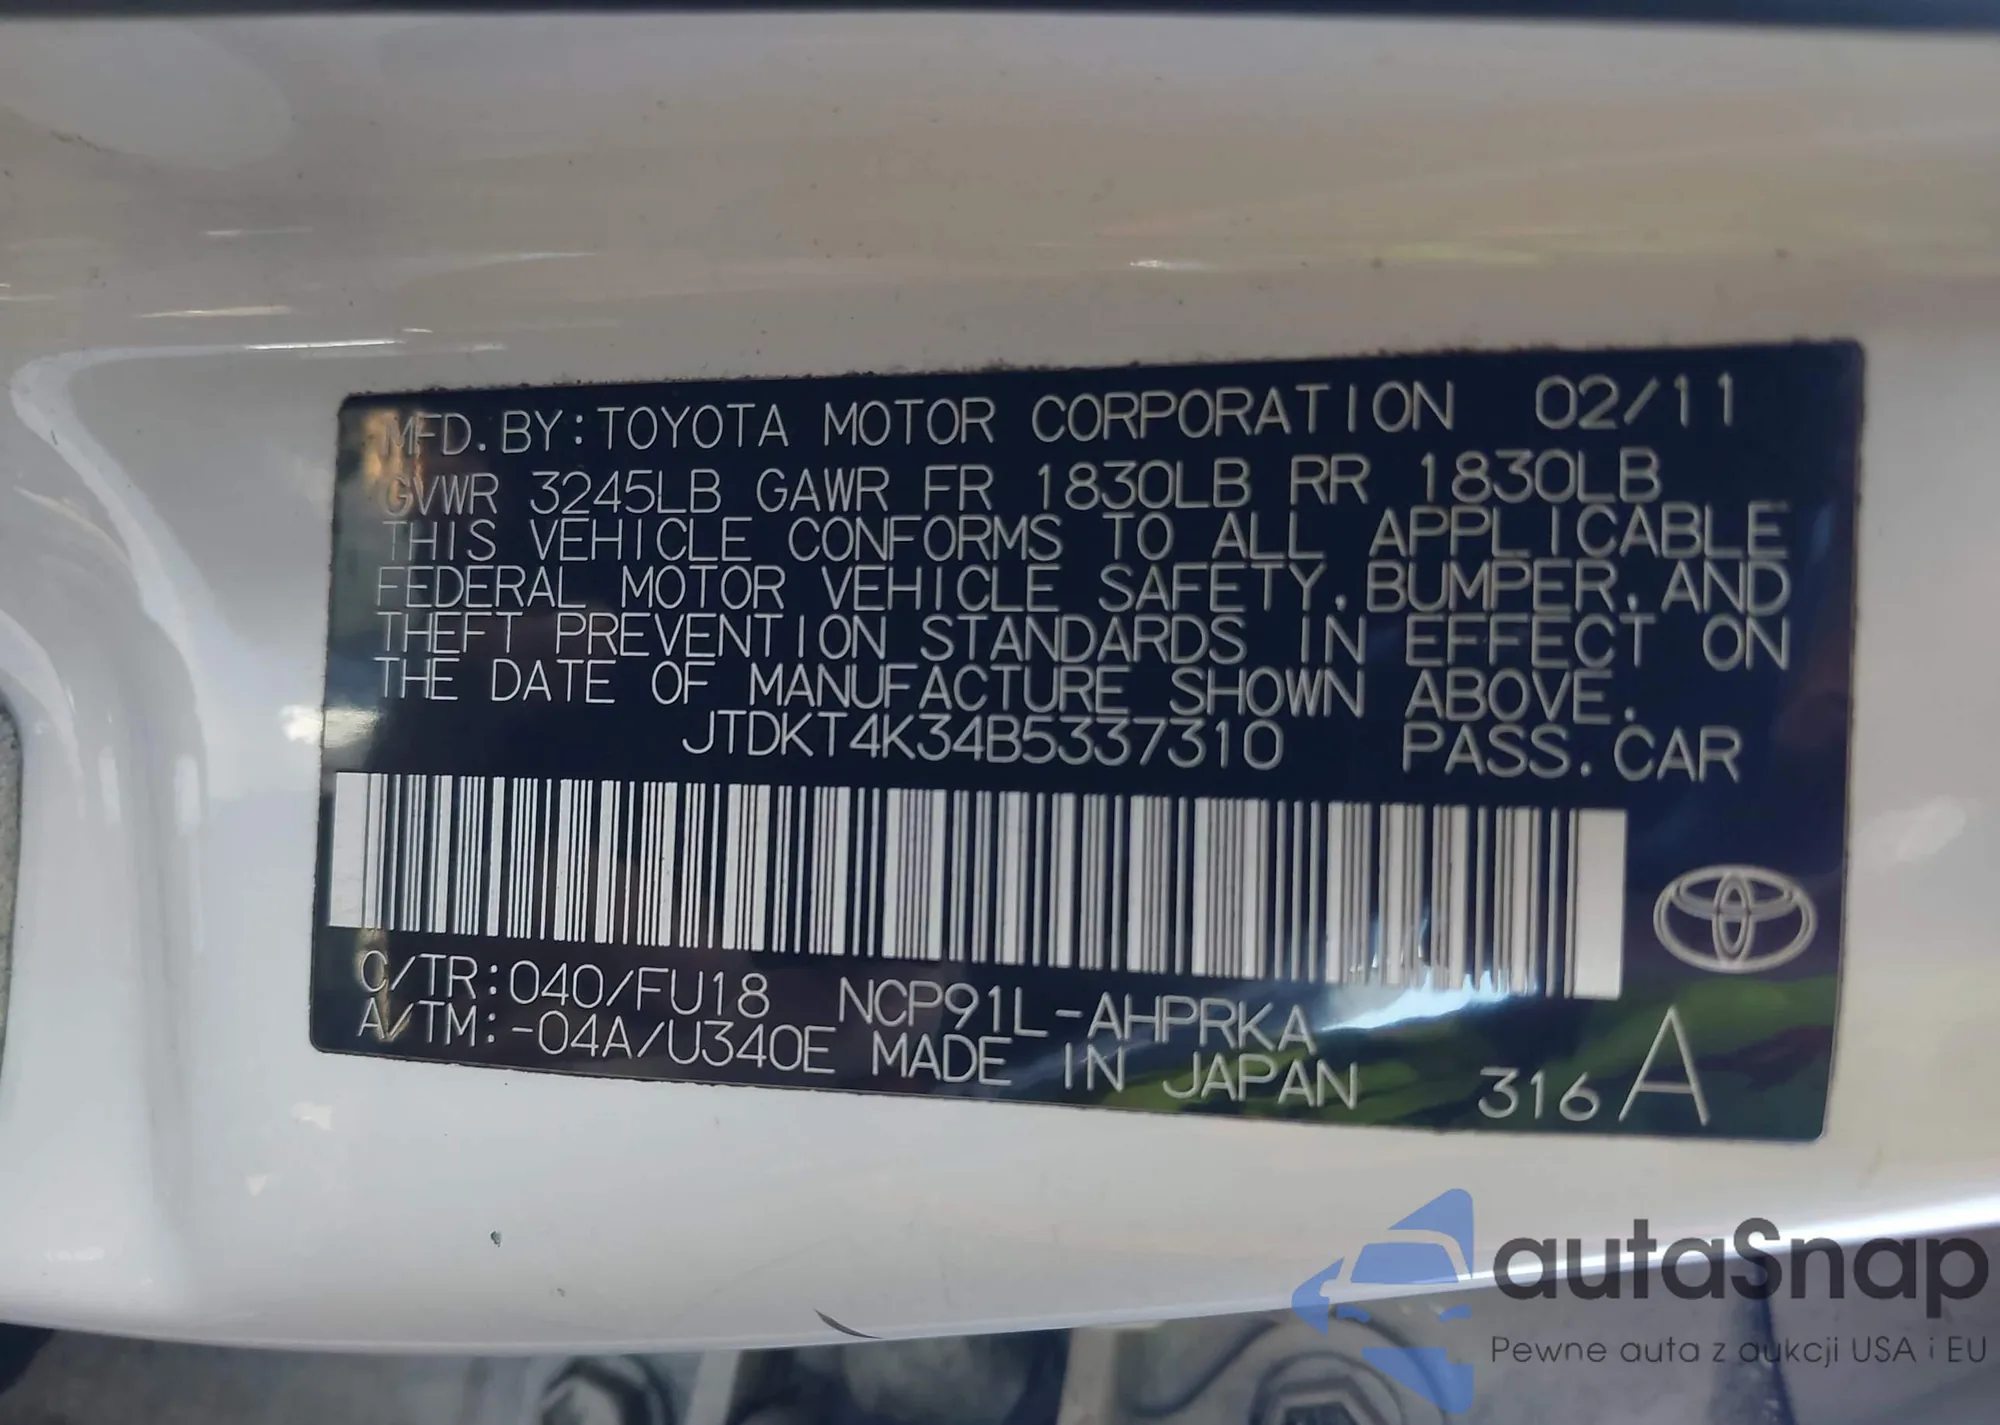 MFD.BY:TOYOTA MOTOR CORPORATION 02/11
GVWR 3245LB GAWR FR 1830LB RR 1830LB
THIS VEHICLE CONFORMS TO ALL APPLICABLE
FEDERAL MOTOR VEHICLE SAFETY,BUMPER,AND
THEFT PREVENTION STANDARDS IN EFFECT ON
THE DATE OF MANUFACTURE SHOWN ABOVE.
JTDKT4K34B5337310 PASS.CAR
C/TR:040/FU18 NCP91L-AHPRKA
A/TM:-04A/U340E MADE IN JAPAN 316 A
autaSnap
Pewne auta z aukcji USA i EU